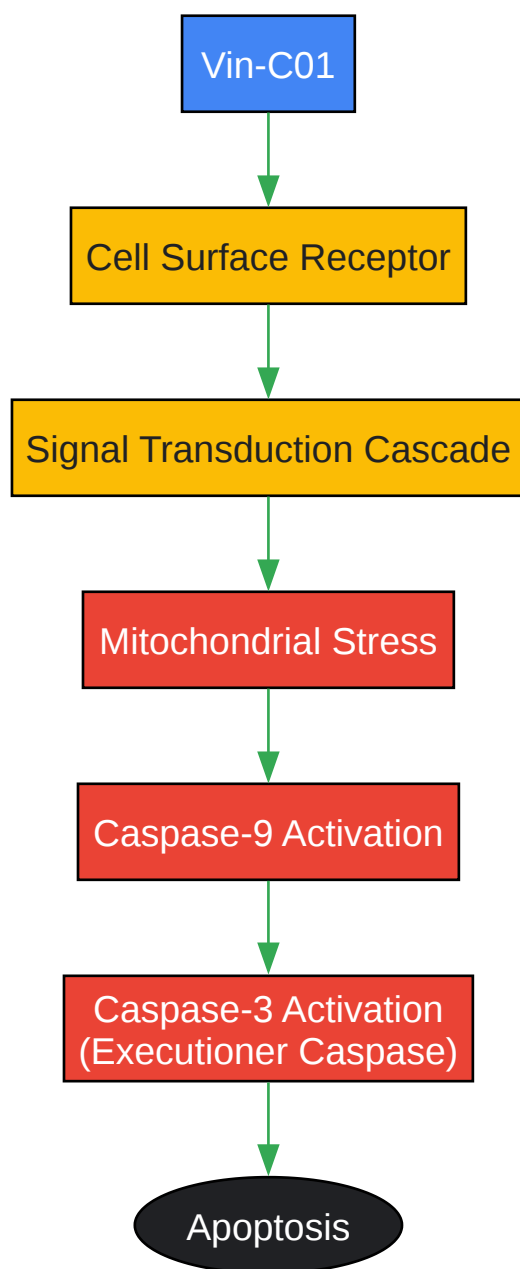 Vin-C01
Cell Surface Receptor
Signal Transduction Cascade
Mitochondrial Stress
Caspase-9 Activation
Caspase-3 Activation
(Executioner Caspase)
Apoptosis